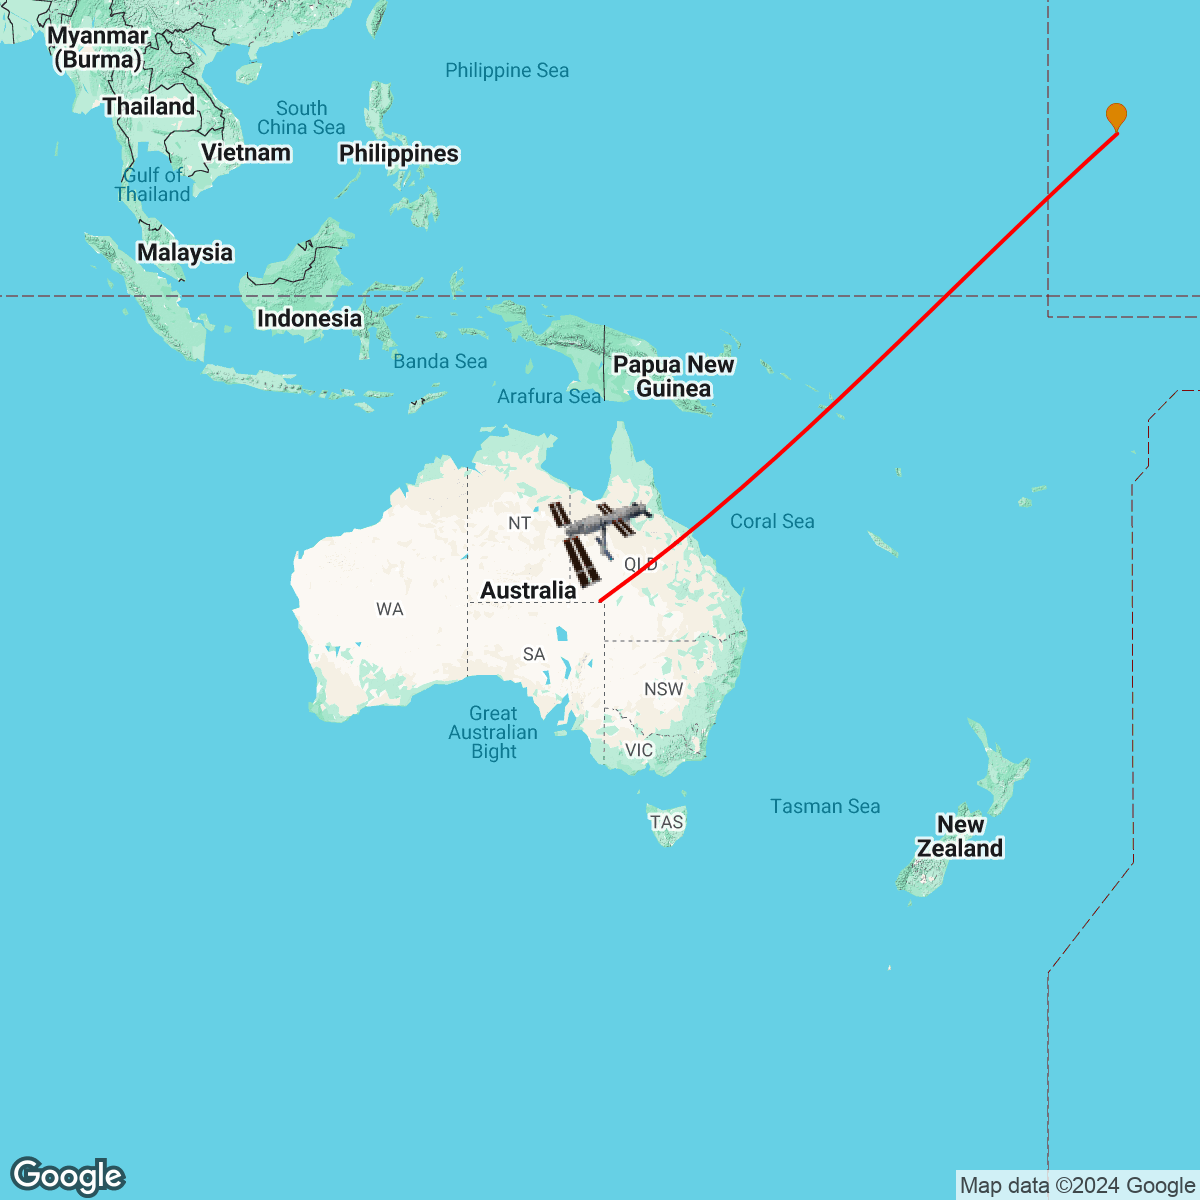 Myanmar
(Burma)
Philippine Sea
Thailand
South
China Sea
Vietnam
Philippines
Gulf of
Thailand
Malaysia
Indonesia
Banda Sea
Papua New
Guinea
Arafura Sea
NT
Coral Sea
QLD
Australia
WA
SA
NSW
Great
Australian
Bight
VIC
Tasman Sea
TAS
New
Zealand
Google
Map data ©2024 Google